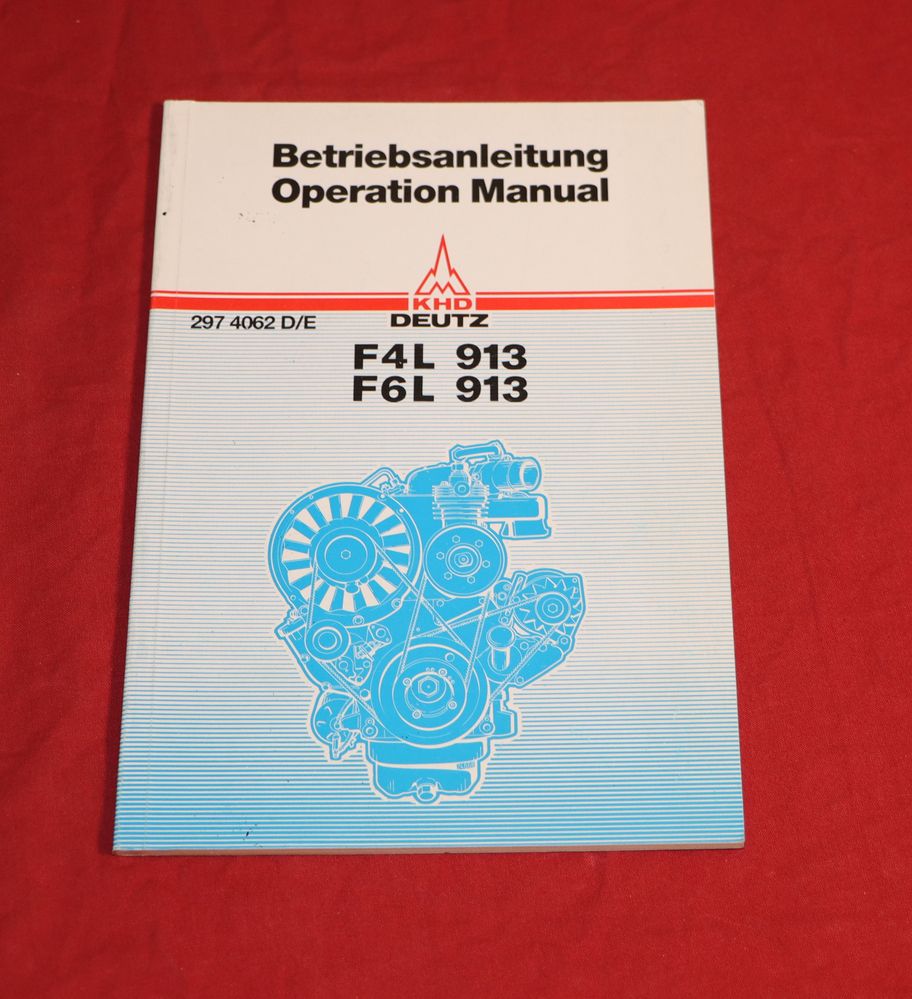 Betriebsanleitung
Operation Manual
KHD
DEUTZ
297 4062 D/E
F4L 913
F6L 913